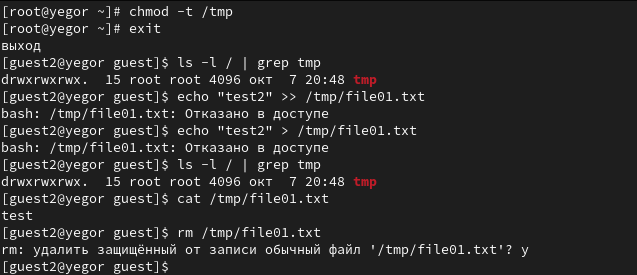 [root@yegor ~]# chmod -t /tmp
[root@yegor ~]# exit
выход
[guest2@yegor guest]$ ls -l / | grep tmp
drwxrwxrwx.  15 root root 4096 окт  7 20:48 tmp
[guest2@yegor guest]$ echo "test2" >> /tmp/file01.txt
bash: /tmp/file01.txt: Отказано в доступе
[guest2@yegor guest]$ echo "test2" > /tmp/file01.txt
bash: /tmp/file01.txt: Отказано в доступе
[guest2@yegor guest]$ ls -l / | grep tmp
drwxrwxrwx.  15 root root 4096 окт  7 20:48 tmp
[guest2@yegor guest]$ cat /tmp/file01.txt
test
[guest2@yegor guest]$ rm /tmp/file01.txt
rm: удалить защищённый от записи обычный файл '/tmp/file01.txt'? y
[guest2@yegor guest]$